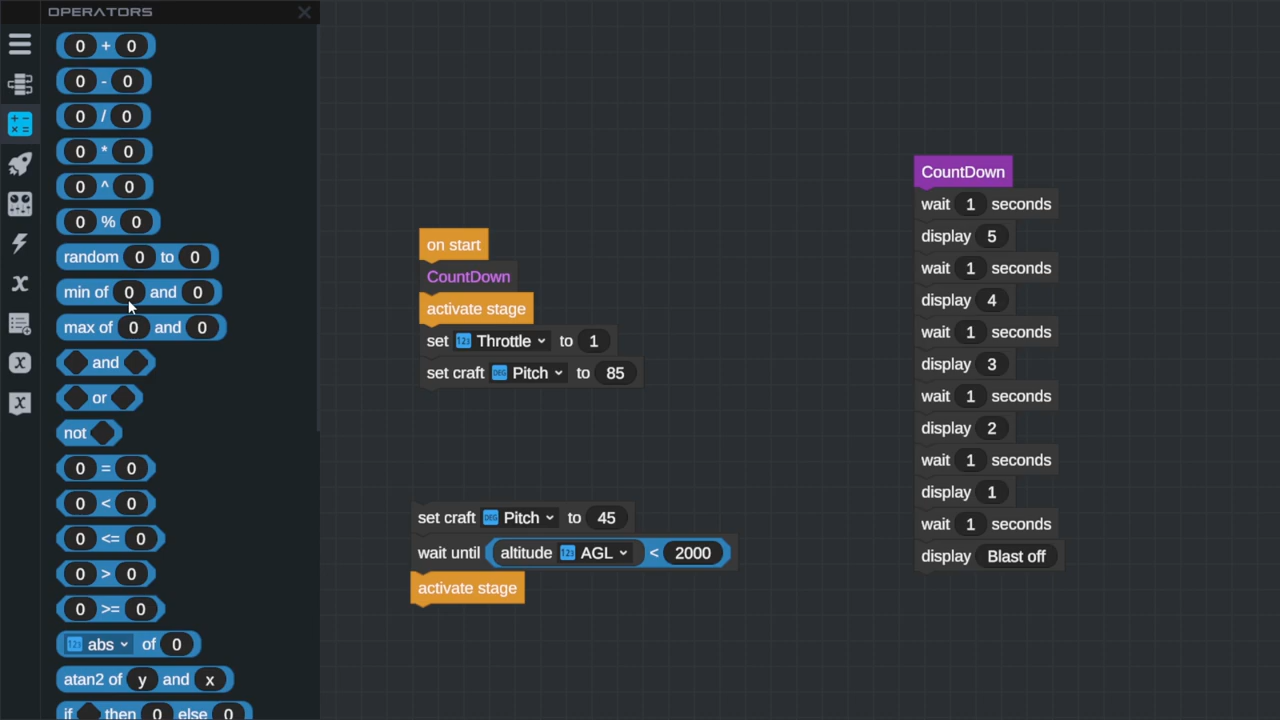 OPERATORS
0 + 0
0 - 0
0 / 0
0 * 0
0 ^ 0
0 % 0
random 0 to 0
min of 0 and 0
max of 0 and 0
and
or
not
0 = 0
0 < 0
0 <= 0
0 > 0
0 >= 0
123 abs of 0
atan2 of y and x
if then 0 else 0
on start
CountDown
activate stage
set 123 Throttle to 1
set craft DEG Pitch to 85
set craft DEG Pitch to 45
wait until altitude 123 AGL < 2000
activate stage
CountDown
wait 1 seconds
display 5
wait 1 seconds
display 4
wait 1 seconds
display 3
wait 1 seconds
display 2
wait 1 seconds
display 1
wait 1 seconds
display Blast off